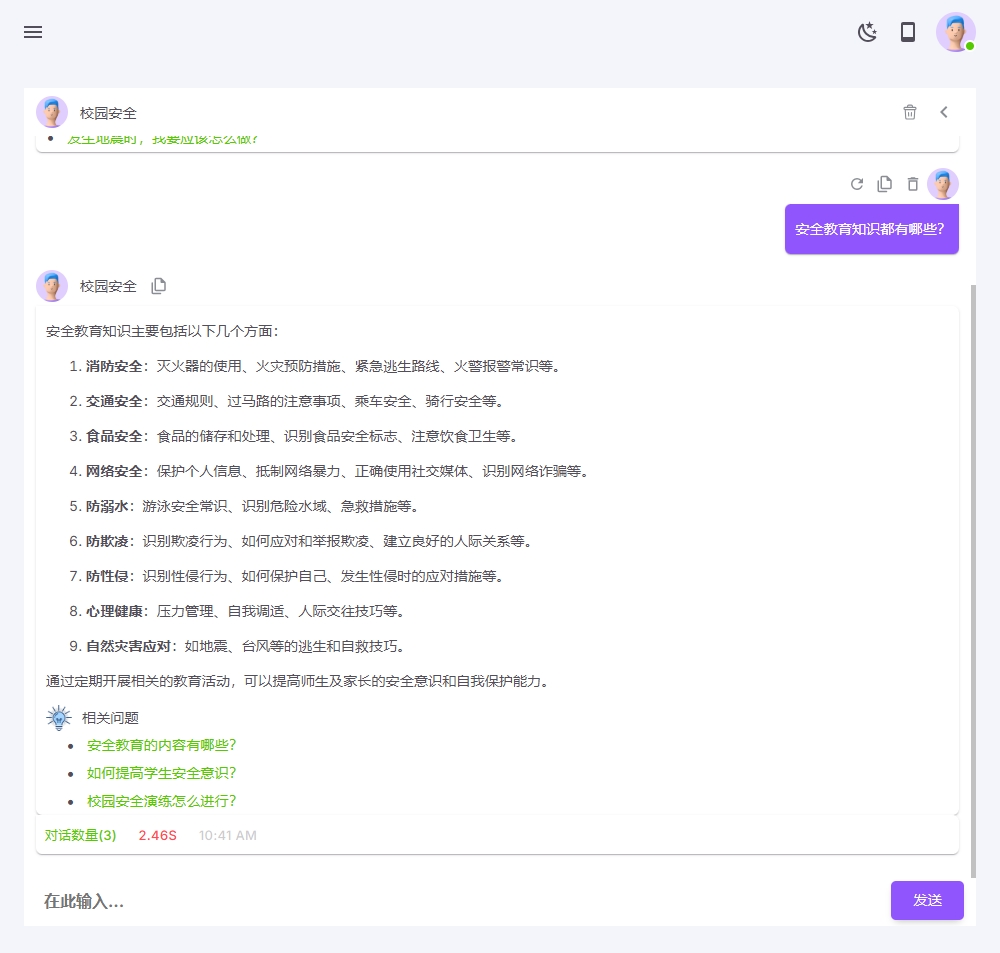 校园安全
发生地震时，我要应该怎么做?
安全教育知识都有哪些?
校园安全
安全教育知识主要包括以下几个方面：
1. 消防安全：灭火器的使用、火灾预防措施、紧急逃生路线、火警报警常识等。
2. 交通安全：交通规则、过马路的注意事项、乘车安全、骑行安全等。
3. 食品安全：食品的储存和处理、识别食品安全标志、注意饮食卫生等。
4. 网络安全：保护个人信息、抵制网络暴力、正确使用社交媒体、识别网络诈骗等。
5. 防溺水：游泳安全常识、识别危险水域、急救措施等。
6. 防欺凌：识别欺凌行为、如何应对和举报欺凌、建立良好的人际关系等。
7. 防性侵：识别性侵行为、如何保护自己、发生性侵时的应对措施等。
8. 心理健康：压力管理、自我调适、人际交往技巧等。
9. 自然灾害应对：如地震、台风等的逃生和自救技巧。
通过定期开展相关的教育活动，可以提高师生及家长的安全意识和自我保护能力。
相关问题
安全教育的内容有哪些?
如何提高学生安全意识?
校园安全演练怎么进行?
对话数量(3) 2.46S 10:41 AM
在此输入...
发送